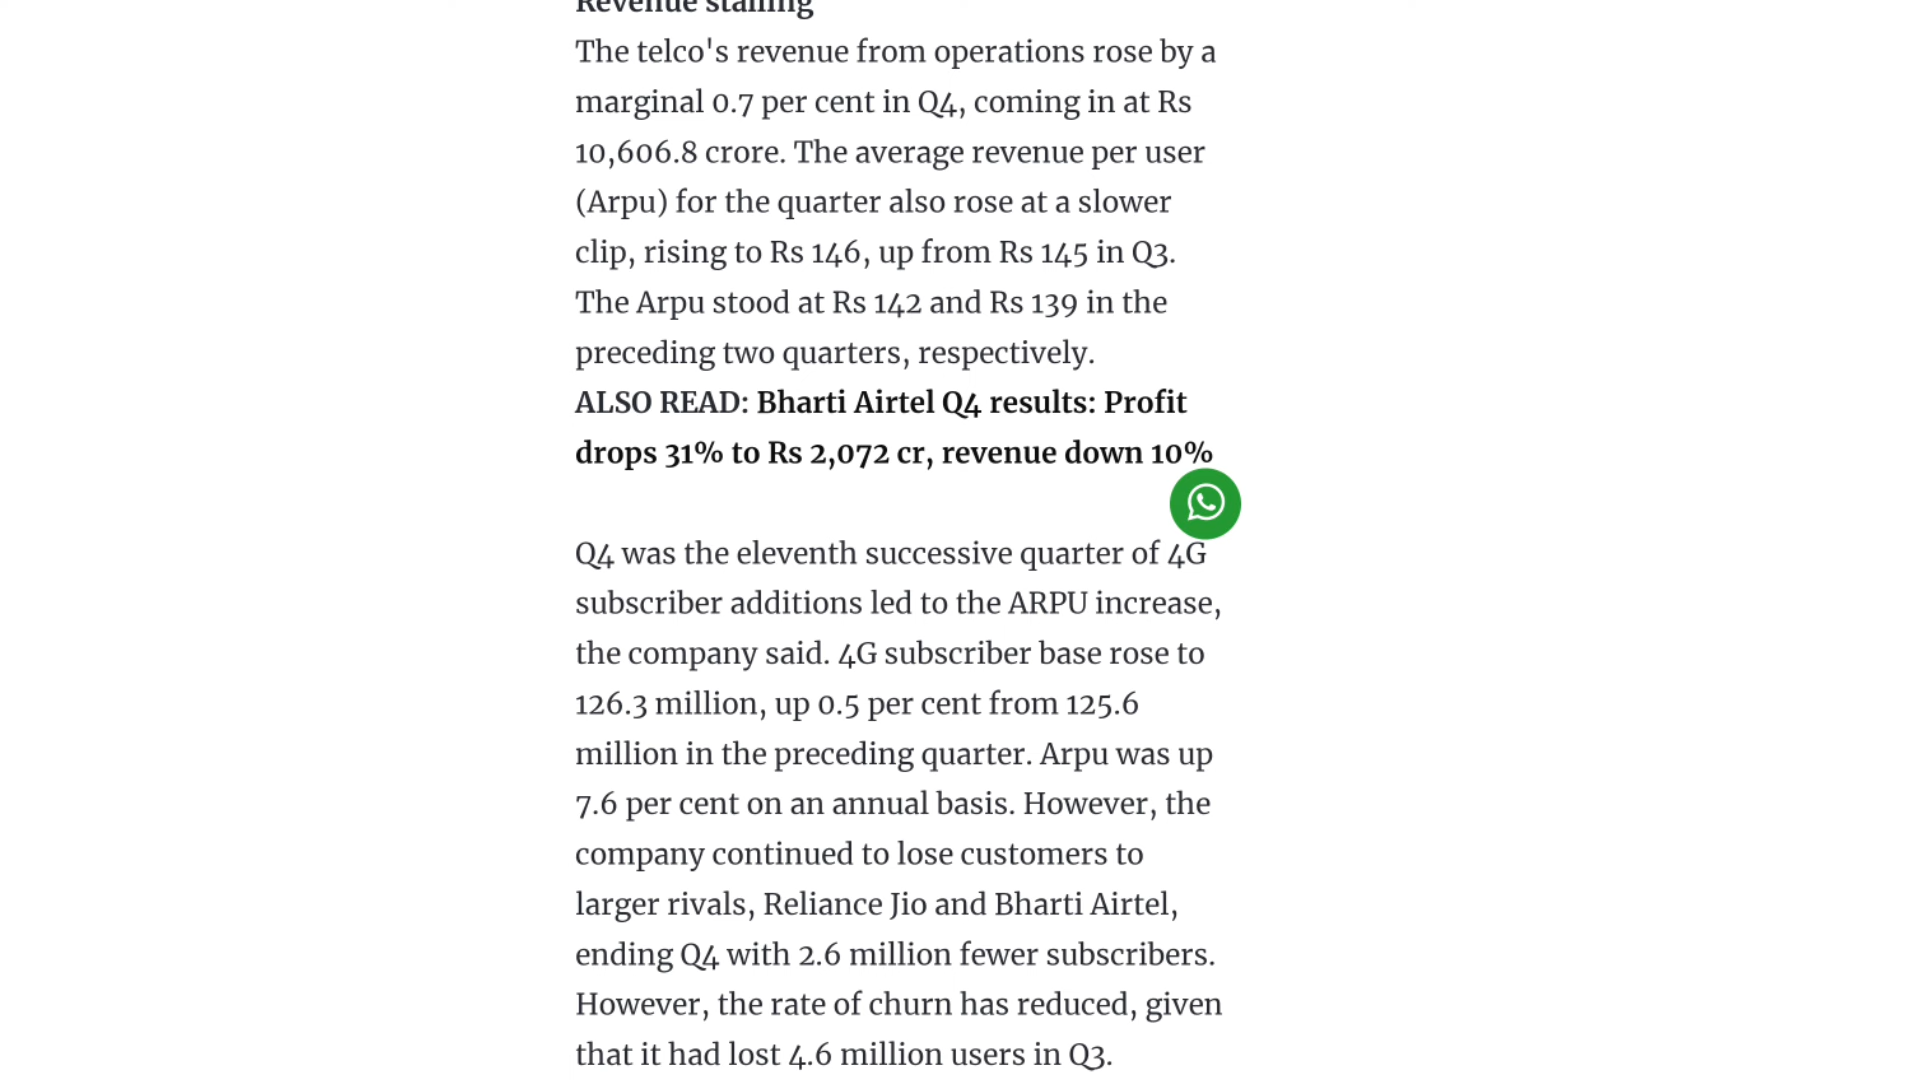 Revenue stalling
The telco's revenue from operations rose by a
marginal 0.7 per cent in Q4, coming in at Rs
10,606.8 crore. The average revenue per user
(Arpu) for the quarter also rose at a slower
clip, rising to Rs 146, up from Rs 145 in Q3.
The Arpu stood at Rs 142 and Rs 139 in the
preceding two quarters, respectively.
ALSO READ: Bharti Airtel Q4 results: Profit
drops 31% to Rs 2,072 cr, revenue down 10%
Q4 was the eleventh successive quarter of 4G
subscriber additions led to the ARPU increase,
the company said. 4G subscriber base rose to
126.3 million, up 0.5 per cent from 125.6
million in the preceding quarter. Arpu was up
7.6 per cent on an annual basis. However, the
company continued to lose customers to
larger rivals, Reliance Jio and Bharti Airtel,
ending Q4 with 2.6 million fewer subscribers.
However, the rate of churn has reduced, given
that it had lost 4.6 million users in Q3.